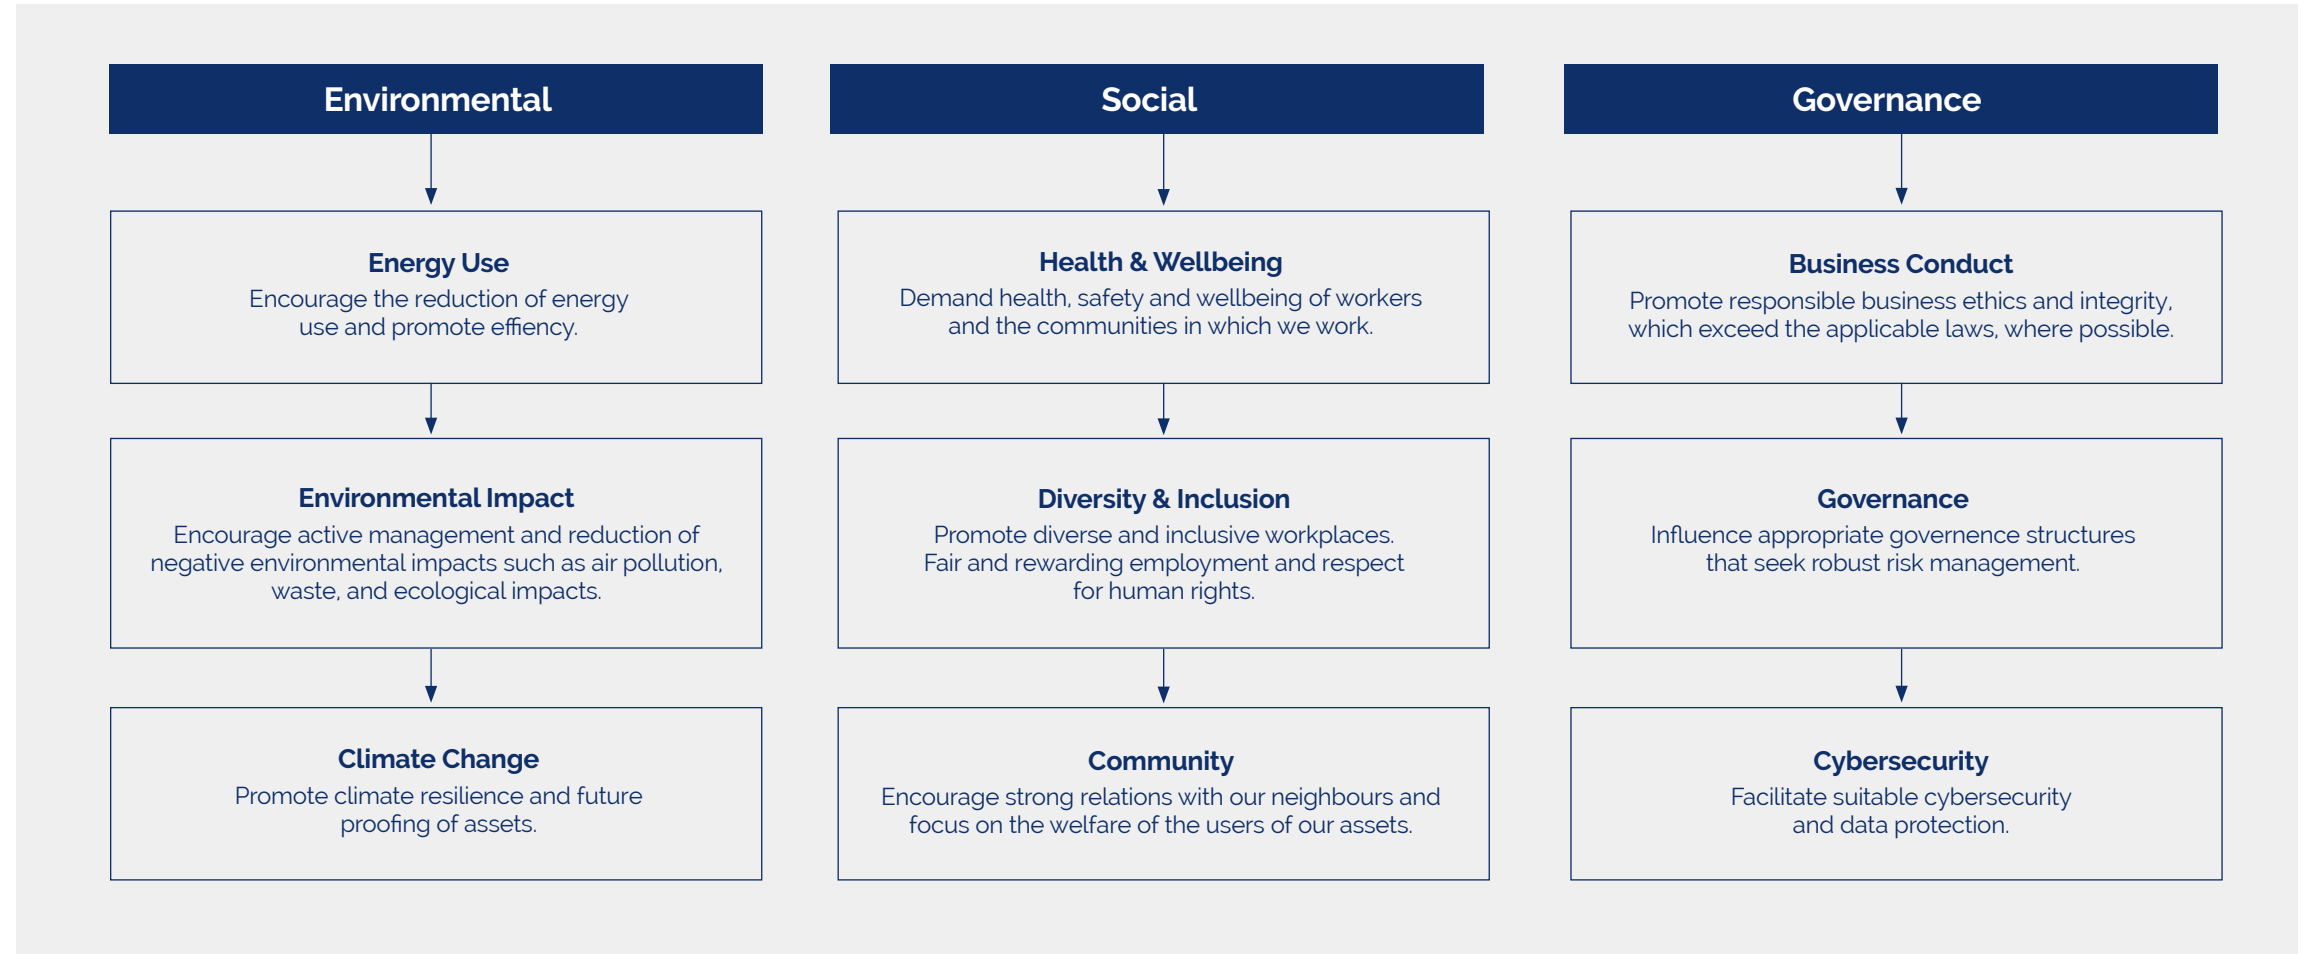 Environmental
Energy Use
Encourage the reduction of energy
use and promote effiency.
Environmental Impact
Encourage active management and reduction of
negative environmental impacts such as air pollution,
waste, and ecological impacts.
Climate Change
Promote climate resilience and future
proofing of assets.
Social
Health & Wellbeing
Demand health, safety and wellbeing of workers
and the communities in which we work.
Diversity & Inclusion
Promote diverse and inclusive workplaces.
Fair and rewarding employment and respect
for human rights.
Community
Encourage strong relations with our neighbours and
focus on the welfare of the users of our assets.
Governance
Business Conduct
Promote responsible business ethics and integrity,
which exceed the applicable laws, where possible.
Governance
Influence appropriate governence structures
that seek robust risk management.
Cybersecurity
Facilitate suitable cybersecurity
and data protection.